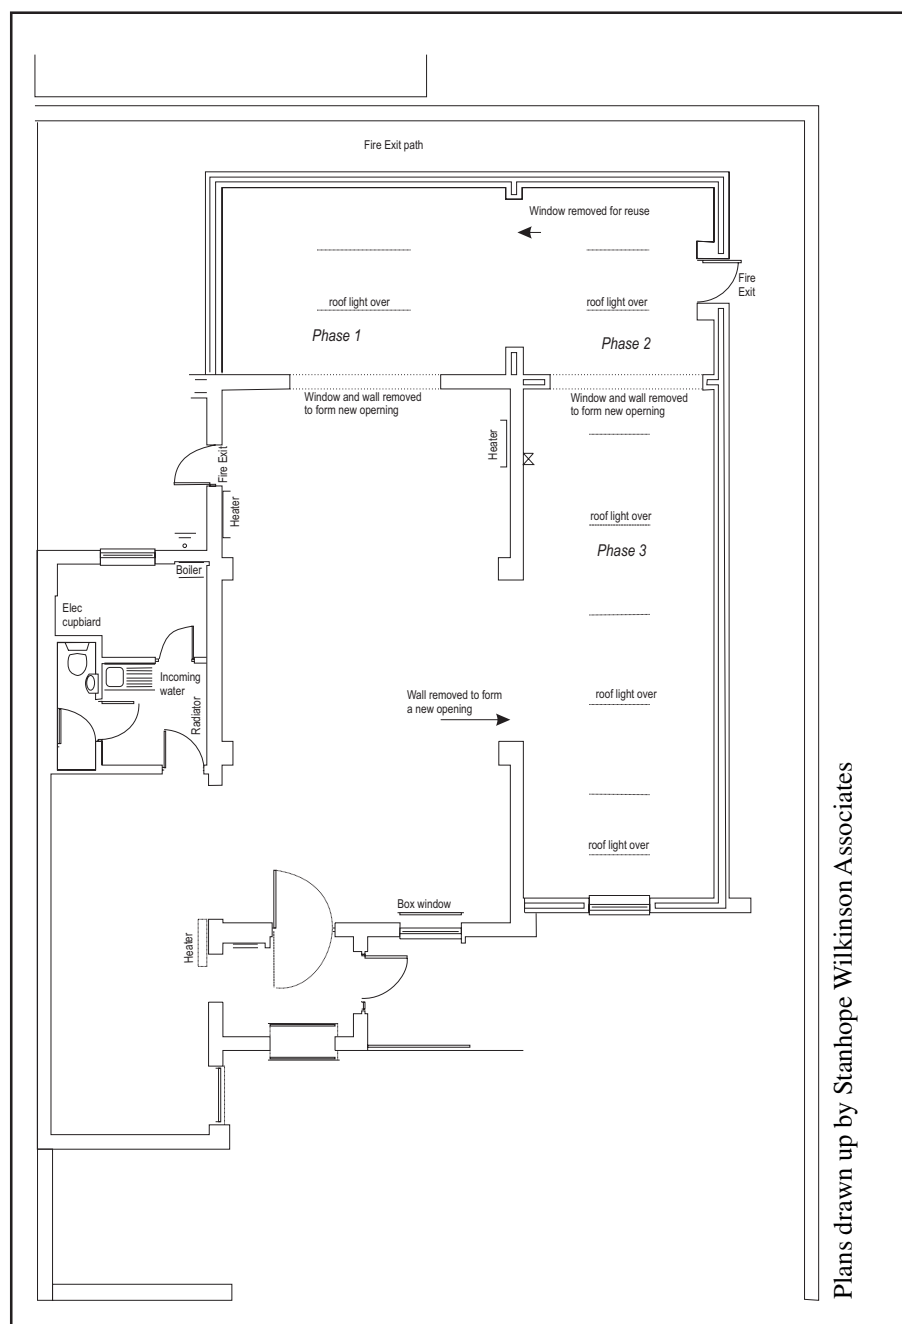 Fire Exit path
Window removed for reuse
Fire
Exit
roof light over
roof light over
Phase 1
Phase 2
Window and wall removed
to form new operning
Window and wall removed
to form new operning
Heater
Fire Exit
Heater
roof light over
Phase 3
Boiler
Elec
cupbiard
Incoming
water
Radiator
Wall removed to form
a new opening
roof light over
roof light over
Box window
Heater
Plans drawn up by Stanhope Wilkinson Associates